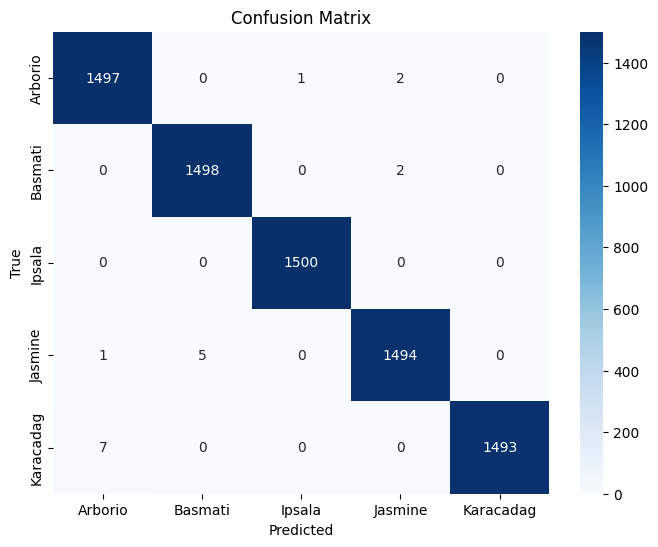 Confusion Matrix
Arborio 1497 0 1 2 0
Basmati 0 1498 0 2 0
Ipsala 0 0 1500 0 0
Jasmine 1 5 0 1494 0
Karacadag 7 0 0 0 1493
True
Arborio Basmati Ipsala Jasmine Karacadag
Predicted
1400
1200
1000
800
600
400
200
0